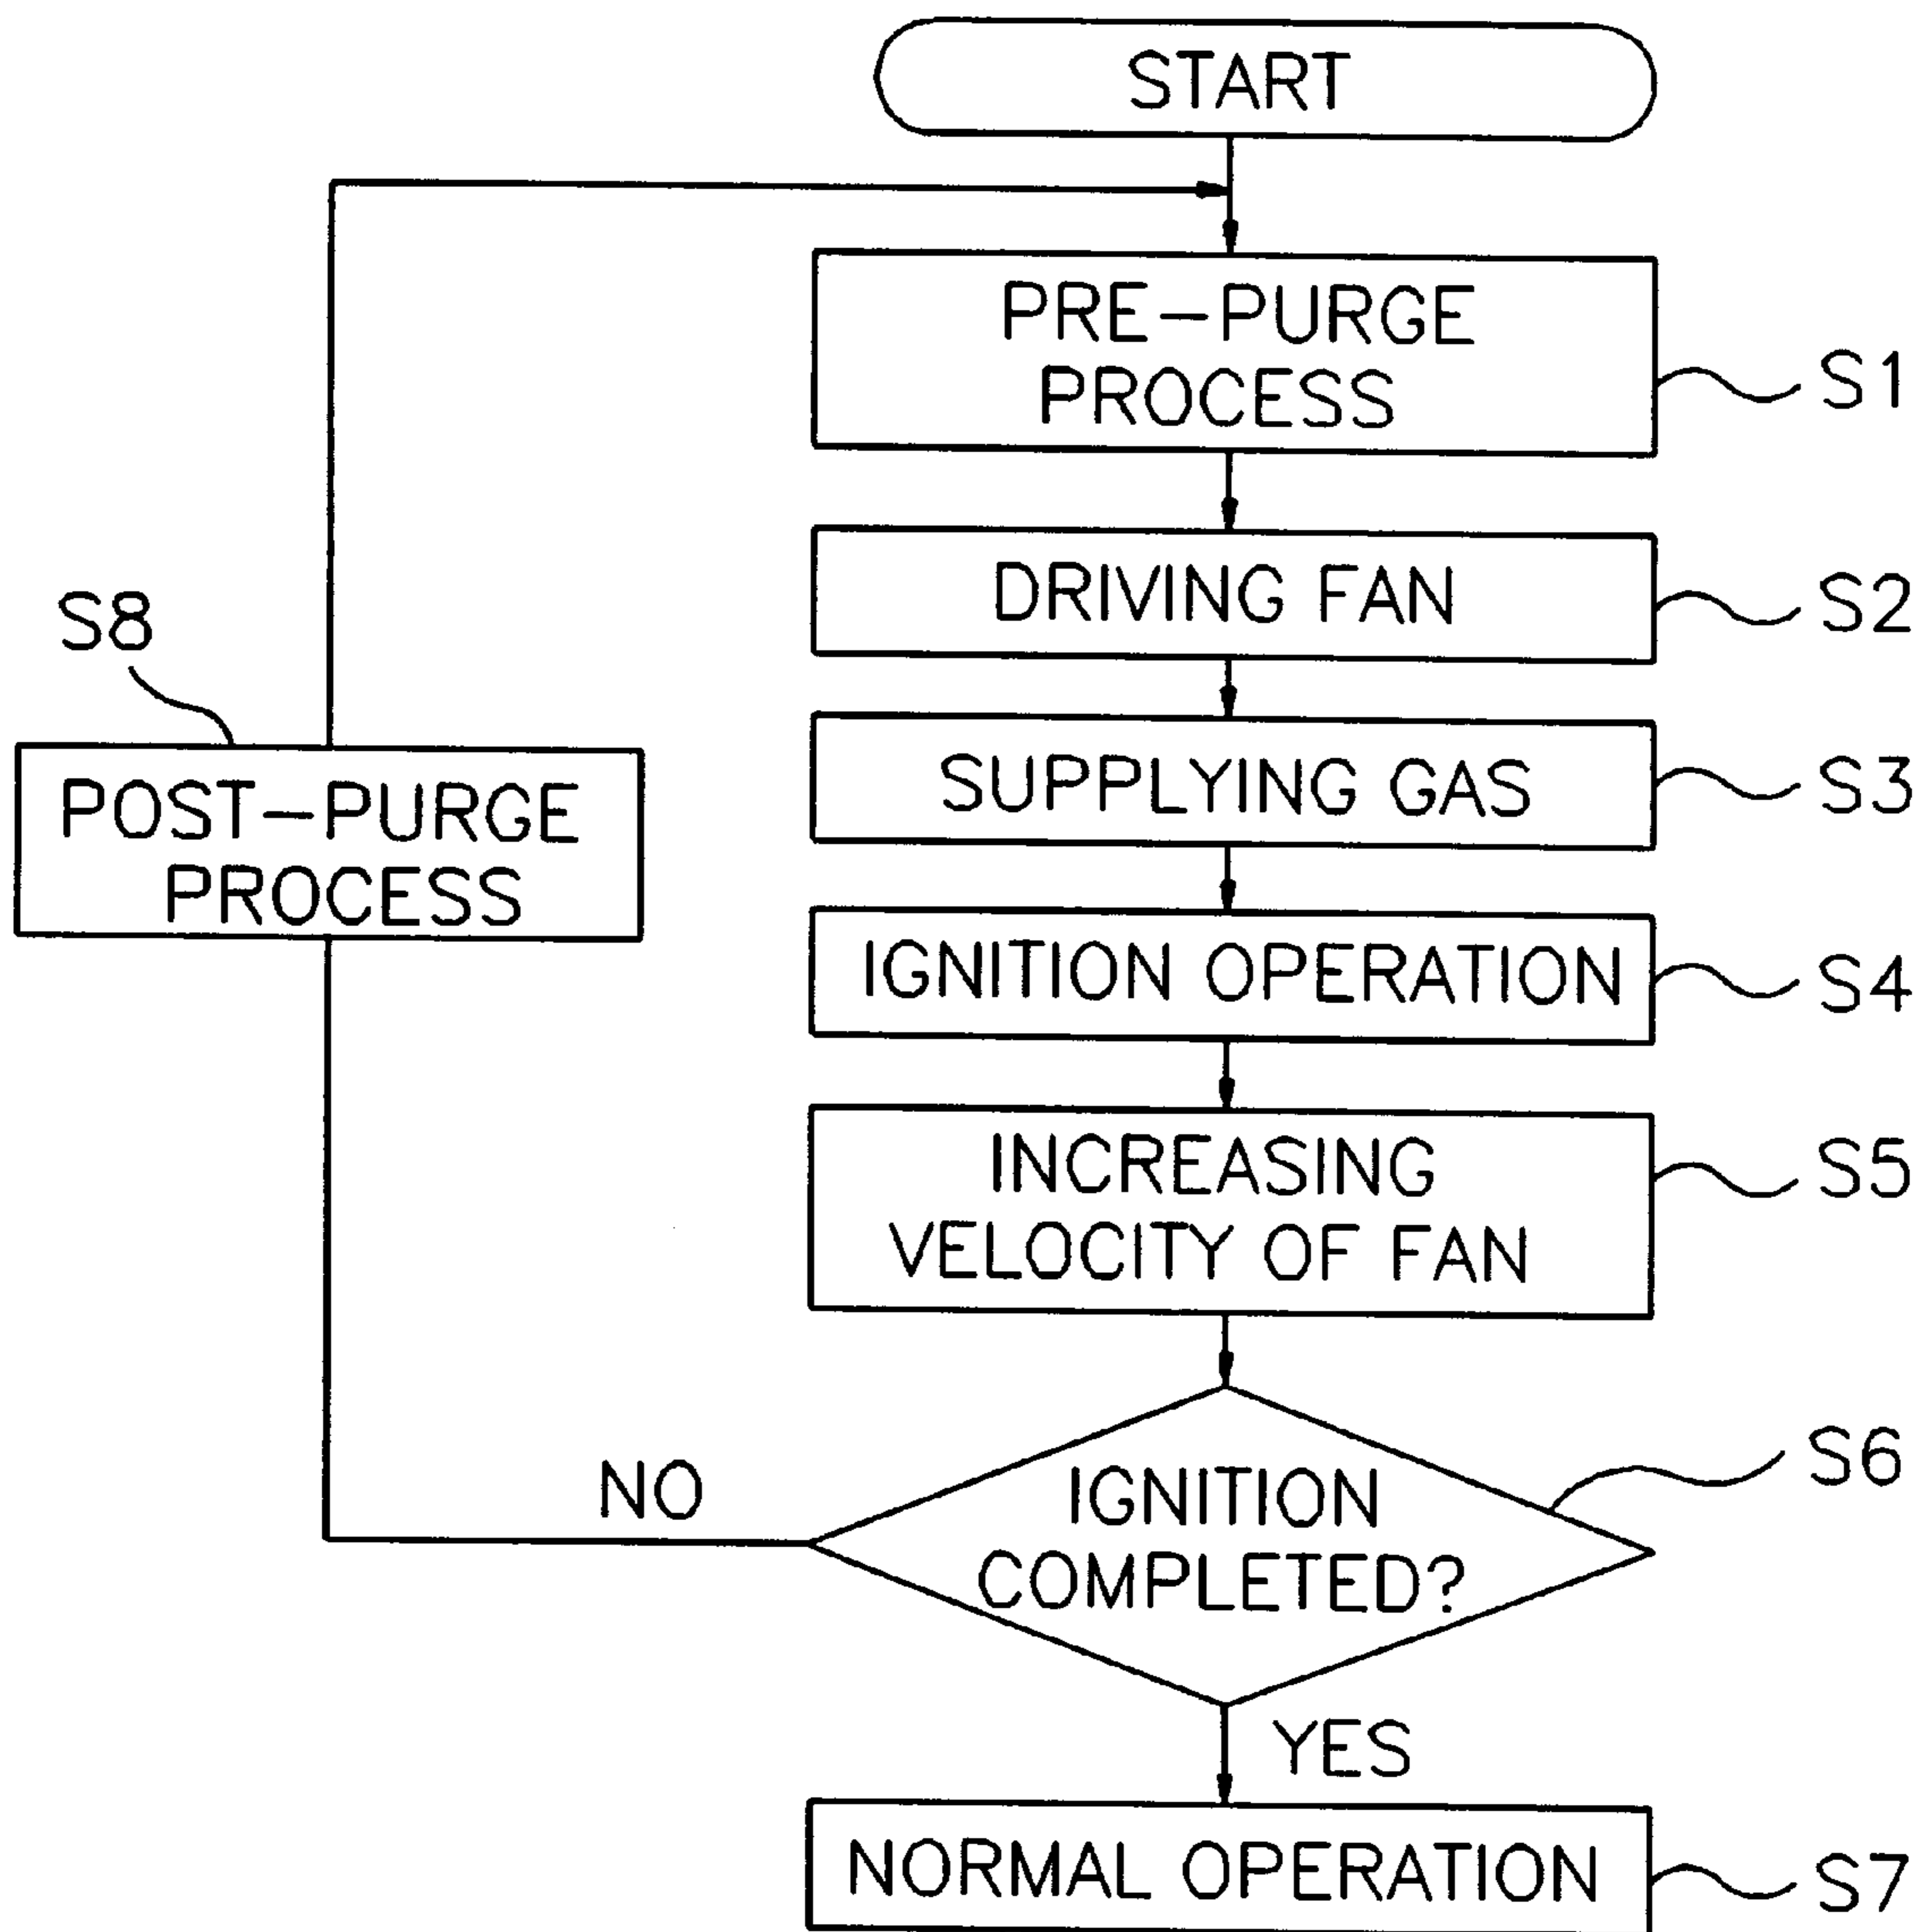 START
PRE-PURGE
PROCESS
S1
DRIVING FAN
S2
S8
SUPPLYING GAS
S3
POST-PURGE
PROCESS
IGNITION OPERATION
S4
INCREASING
VELOCITY OF FAN
S5
NO
IGNITION
COMPLETED?
S6
YES
NORMAL OPERATION
S7